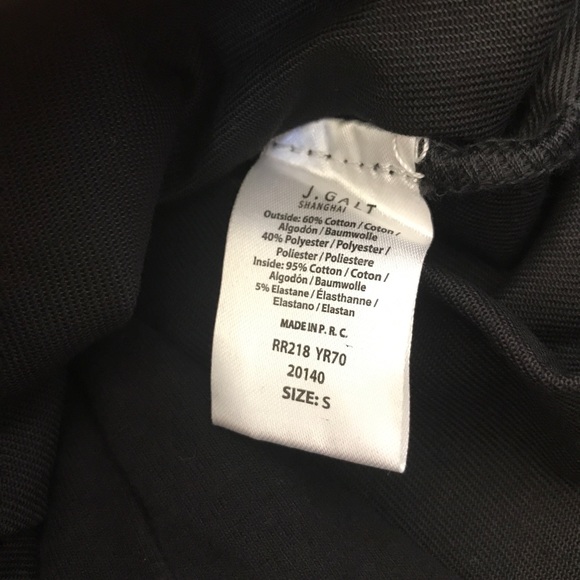 J. GALT
SHANGHAI
Outside: 60% Cotton / Coton /
Algodón / Baumwolle
40% Polyester / Polyester /
Poliester / Poliestere
Inside: 95% Cotton / Coton /
Algodón / Baumwolle
5% Elastane / Élasthanne /
Elastano / Elastan
MADE IN P. R. C.
RR218 YR70
20140
SIZE: S